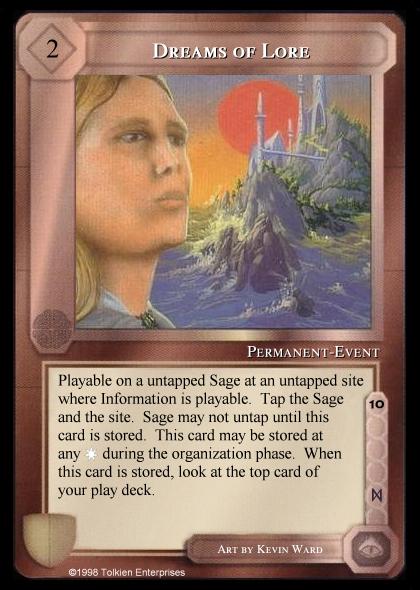 2
Dreams of Lore
Permanent-Event
Playable on a untapped Sage at an untapped site
where Information is playable. Tap the Sage
and the site. Sage may not untap until this
card is stored. This card may be stored at
any ☀ during the organization phase. When
this card is stored, look at the top card of
your play deck.
10
Art by Kevin Ward
©1998 Tolkien Enterprises